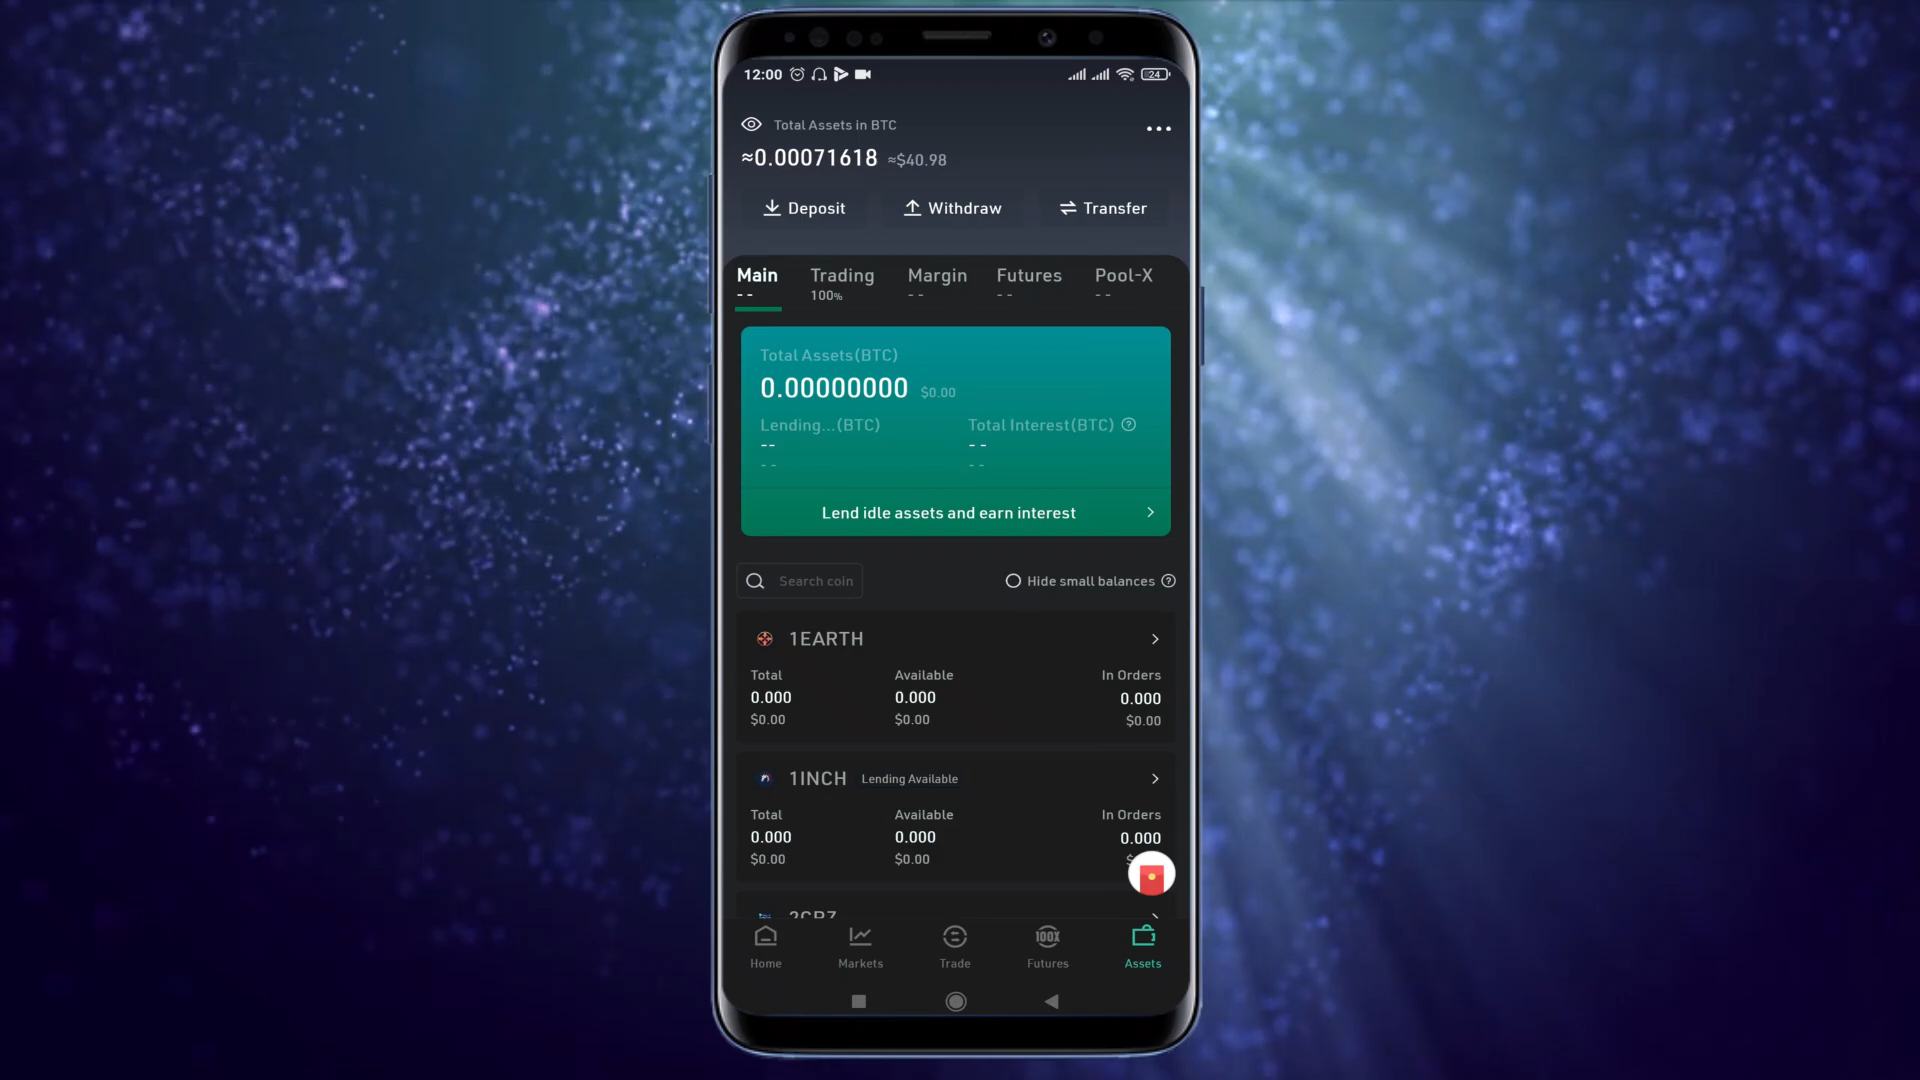 12:00 24
Total Assets in BTC
≈0.00071618 ≈$40.98
Deposit Withdraw Transfer
Main Trading Margin Futures Pool-X
-- 100% -- -- --
Total Assets(BTC)
0.00000000 $0.00
Lending...(BTC) Total Interest(BTC)
-- --
-- --
Lend idle assets and earn interest
Search coin Hide small balances
1EARTH
Total Available In Orders
0.000 0.000 0.000
$0.00 $0.00 $0.00
1INCH Lending Available
Total Available In Orders
0.000 0.000 0.000
$0.00 $0.00
100X
Home Markets Trade Futures Assets